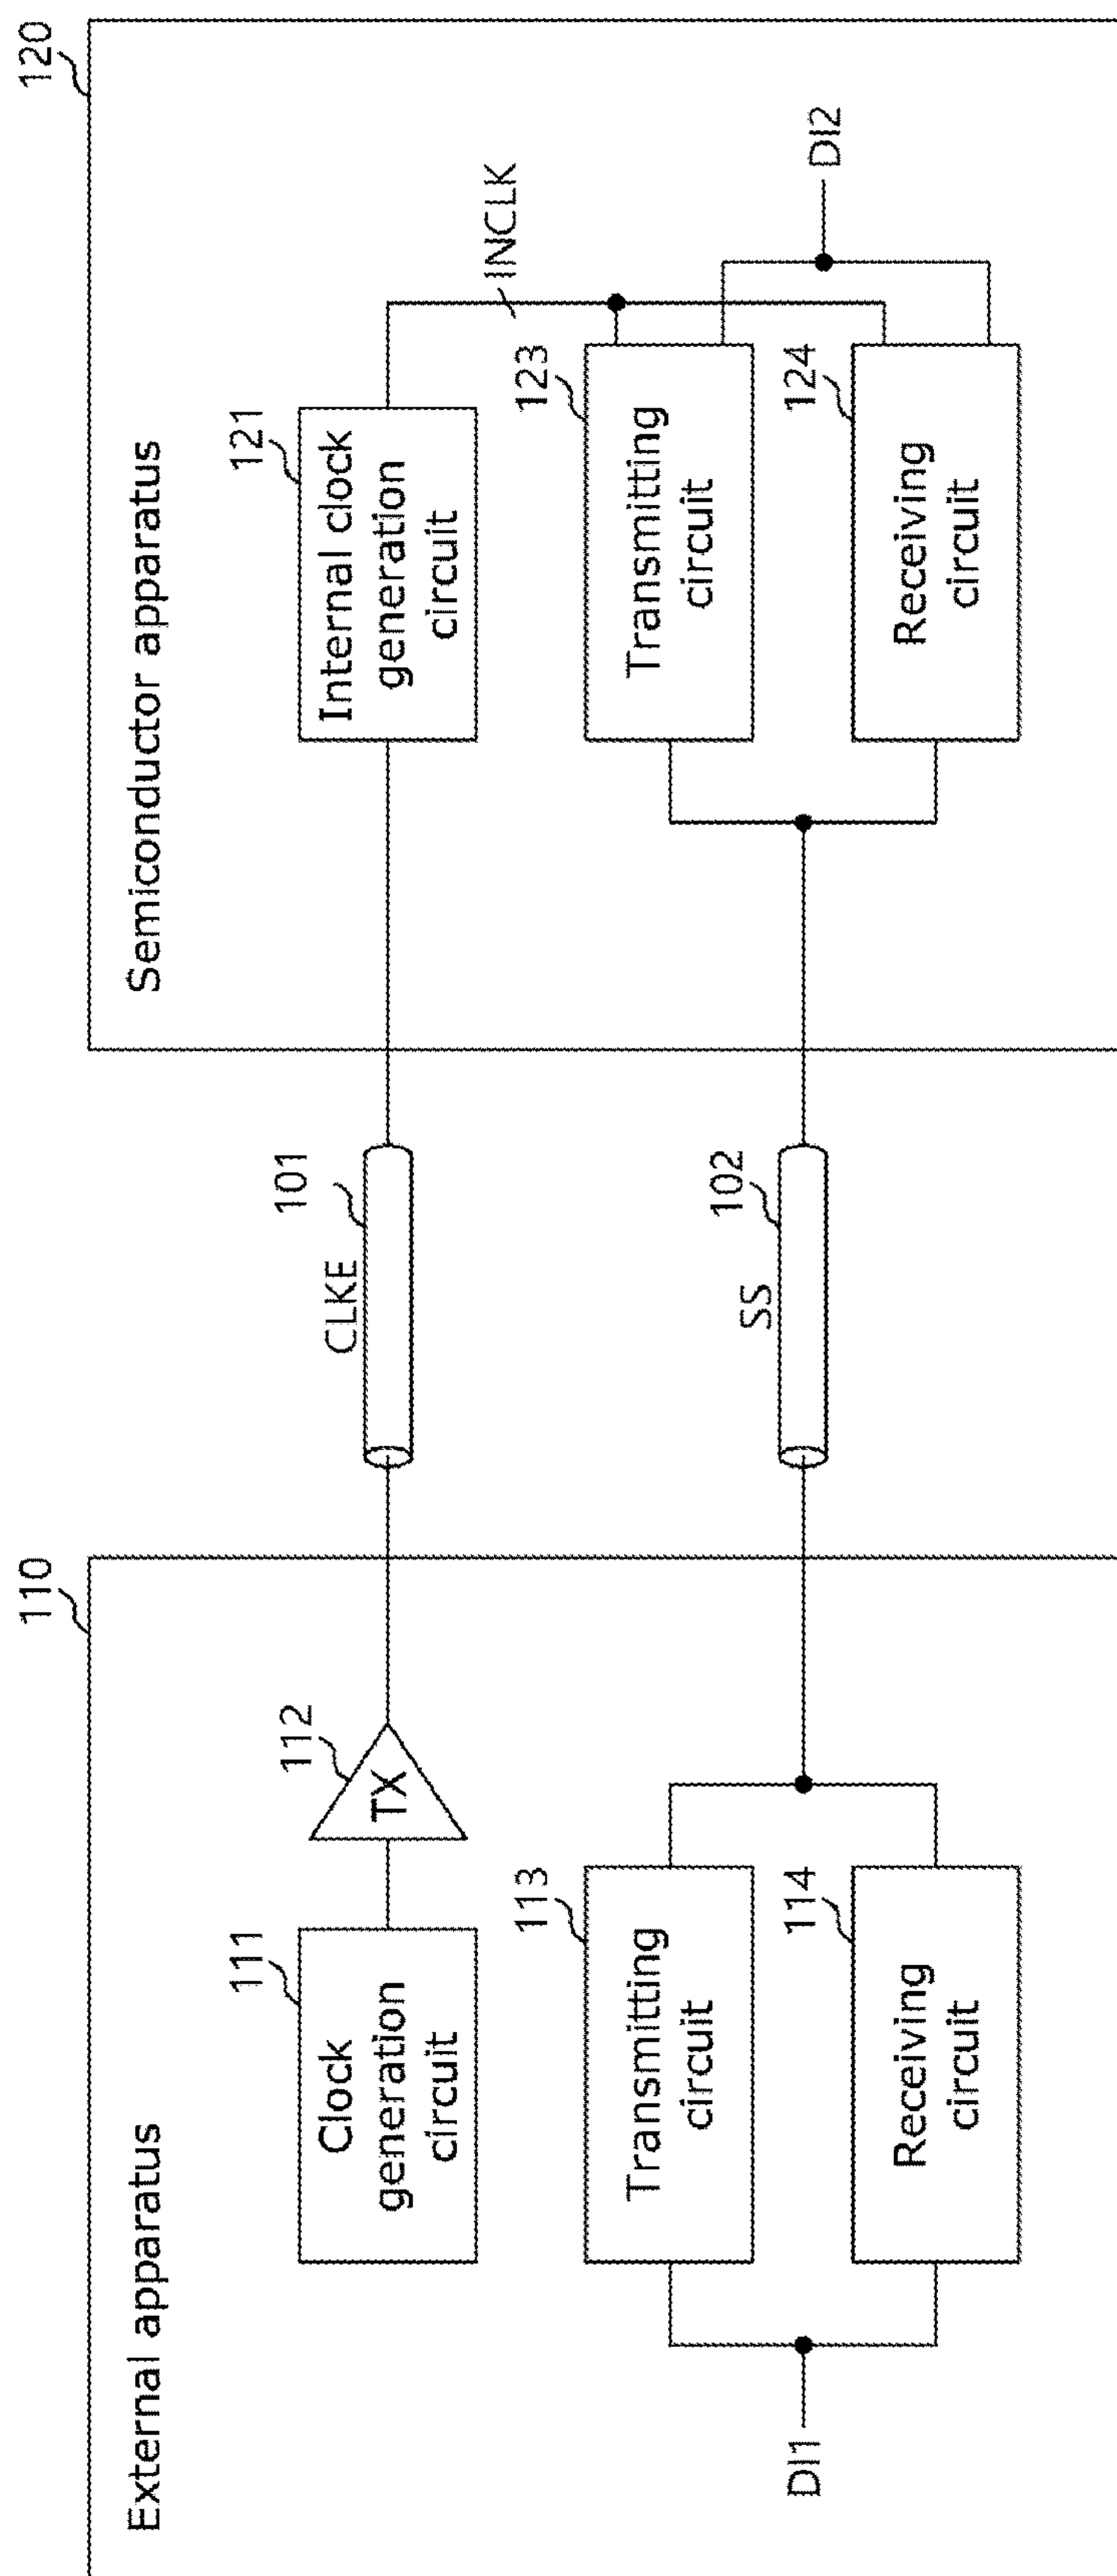 110
External apparatus
111
Clock
generation
circuit
112
TX
113
Transmitting
circuit
114
Receiving
circuit
DI1
101
CLKE
102
SS
120
Semiconductor apparatus
121
Internal clock
generation
circuit
INCLK
123
Transmitting
circuit
124
Receiving
circuit
DI2